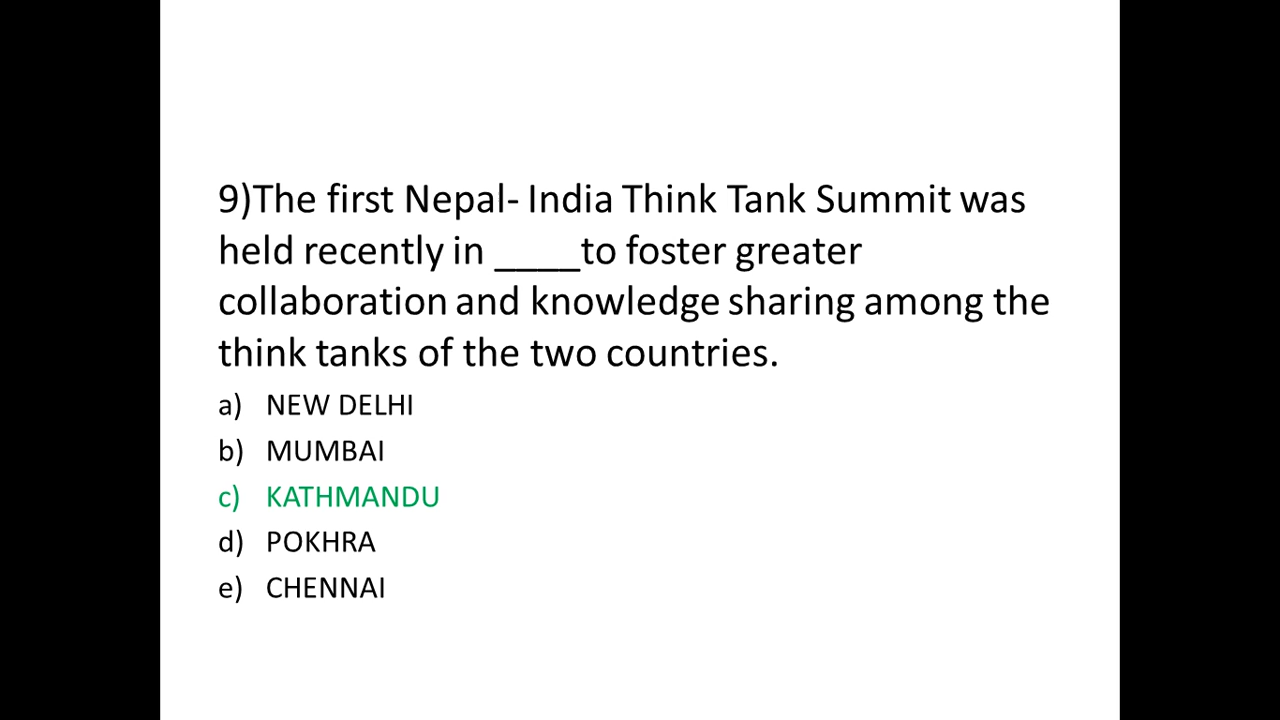 9)The first Nepal- India Think Tank Summit was
held recently in ____to foster greater
collaboration and knowledge sharing among the
think tanks of the two countries.
a) NEW DELHI
b) MUMBAI
c) KATHMANDU
d) POKHRA
e) CHENNAI